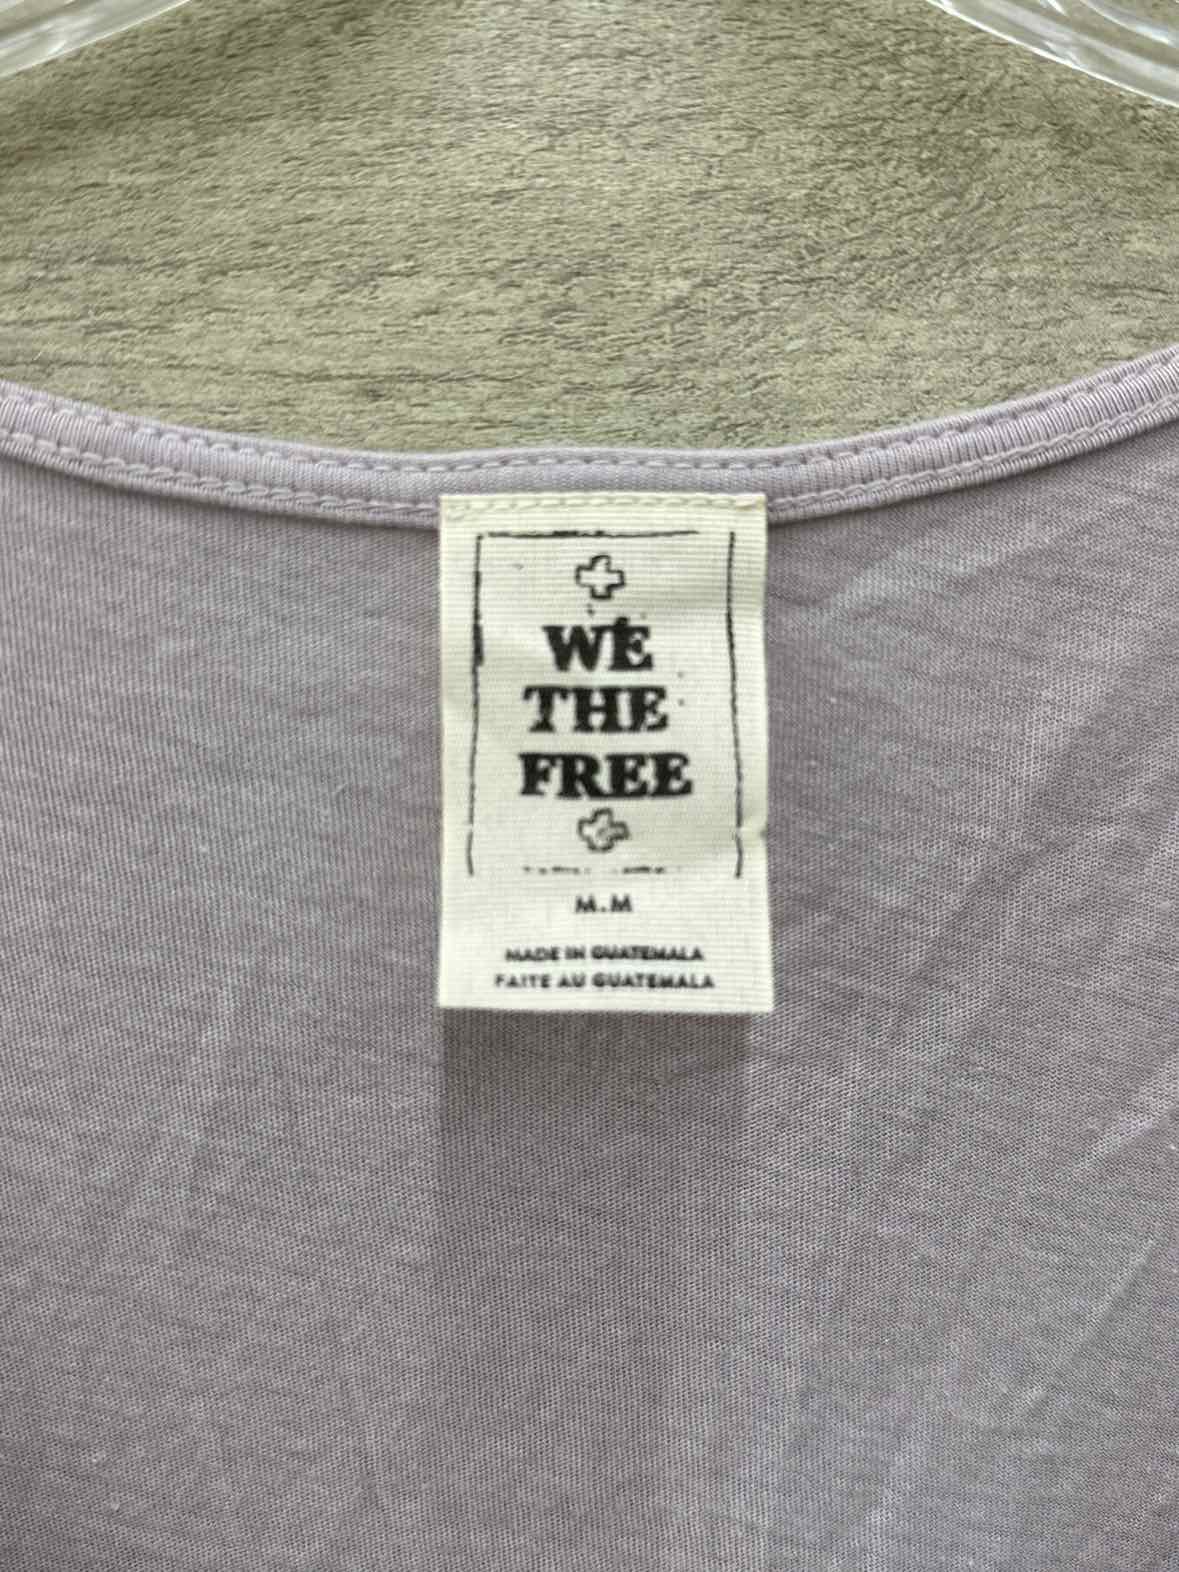 WE
THE
FREE
M.M
MADE IN GUATEMALA
FAITE AU GUATEMALA